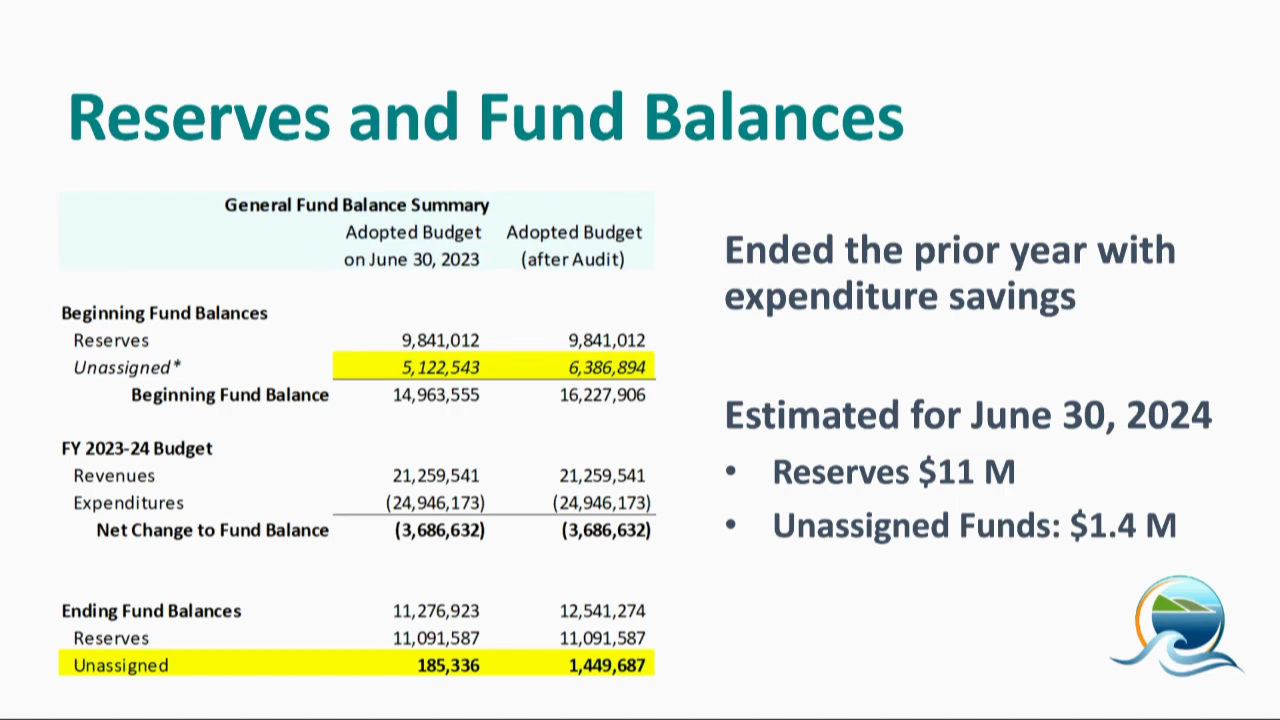 Reserves and Fund Balances
General Fund Balance Summary
Adopted Budget Adopted Budget
on June 30, 2023 (after Audit)
Beginning Fund Balances
Reserves 9,841,012 9,841,012
Unassigned* 5,122,543 6,386,894
Beginning Fund Balance 14,963,555 16,227,906
FY 2023-24 Budget
Revenues 21,259,541 21,259,541
Expenditures (24,946,173) (24,946,173)
Net Change to Fund Balance (3,686,632) (3,686,632)
Ending Fund Balances 11,276,923 12,541,274
Reserves 11,091,587 11,091,587
Unassigned 185,336 1,449,687
Ended the prior year with
expenditure savings
Estimated for June 30, 2024
• Reserves $11 M
• Unassigned Funds: $1.4 M